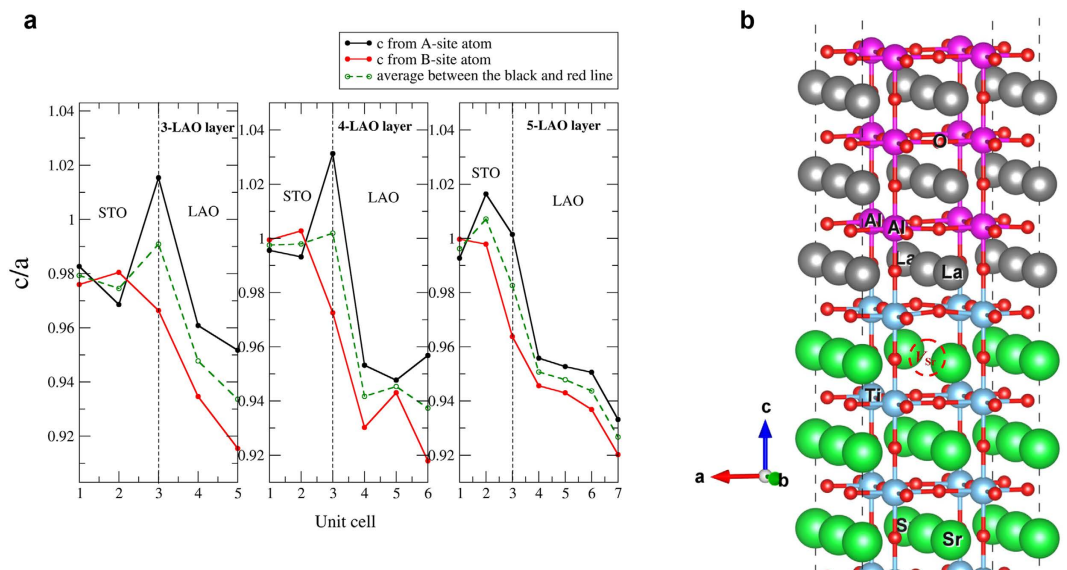 a
b
c from A-site atom
c from B-site atom
average between the black and red line
1.04
1.02
1
0.98
0.96
0.94
0.92
c/a
3-LAO layer
STO
LAO
1 2 3 4 5
1.04
1.02
1
0.98
0.96
0.94
0.92
4-LAO layer
STO
LAO
1 2 3 4 5 6
1.04
1.02
1
0.98
0.96
0.94
0.92
5-LAO layer
STO
LAO
1 2 3 4 5 6 7
Unit cell
O
Al
Al
La
La
V Sr
Ti
S
Sr
c
a
b